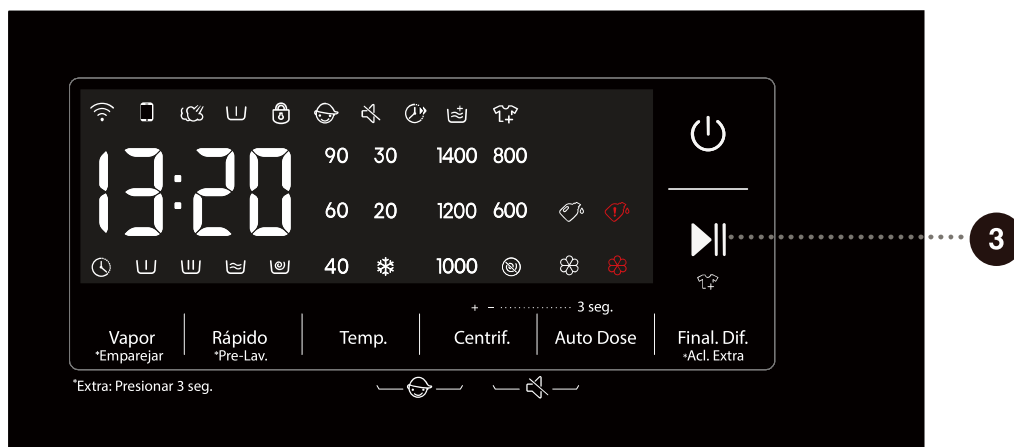 90 30 1400 800
13:20
60 20 1200 600
40 1000
+ - ·················· 3 seg.
Vapor Rápido Temp. Centrif. Auto Dose Final. Dif.
*Emparejar *Pre-Lav. *Acl. Extra
*Extra: Presionar 3 seg.
3